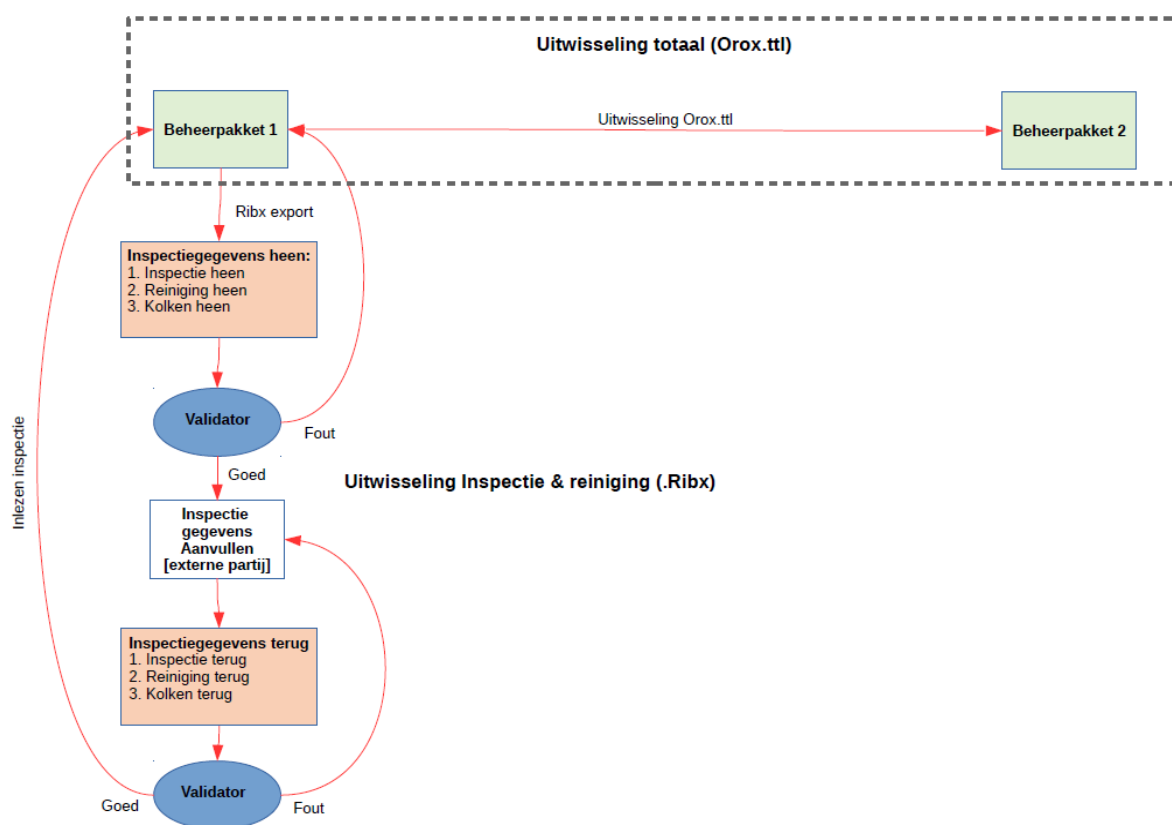 Uitwisseling totaal (Orox.ttl)
Beheerpakket 1
Uitwisseling Orox.ttl
Beheerpakket 2
Ribx export
Inspectiegegevens heen:
1. Inspectie heen
2. Reiniging heen
3. Kolken heen
Validator
Fout
Goed
Uitwisseling Inspectie & reiniging (.Ribx)
Inlezen inspectie
Inspectie
gegevens
Aanvullen
[externe partij]
Inspectiegegevens terug
1. Inspectie terug
2. Reiniging terug
3. Kolken terug
Validator
Goed
Fout